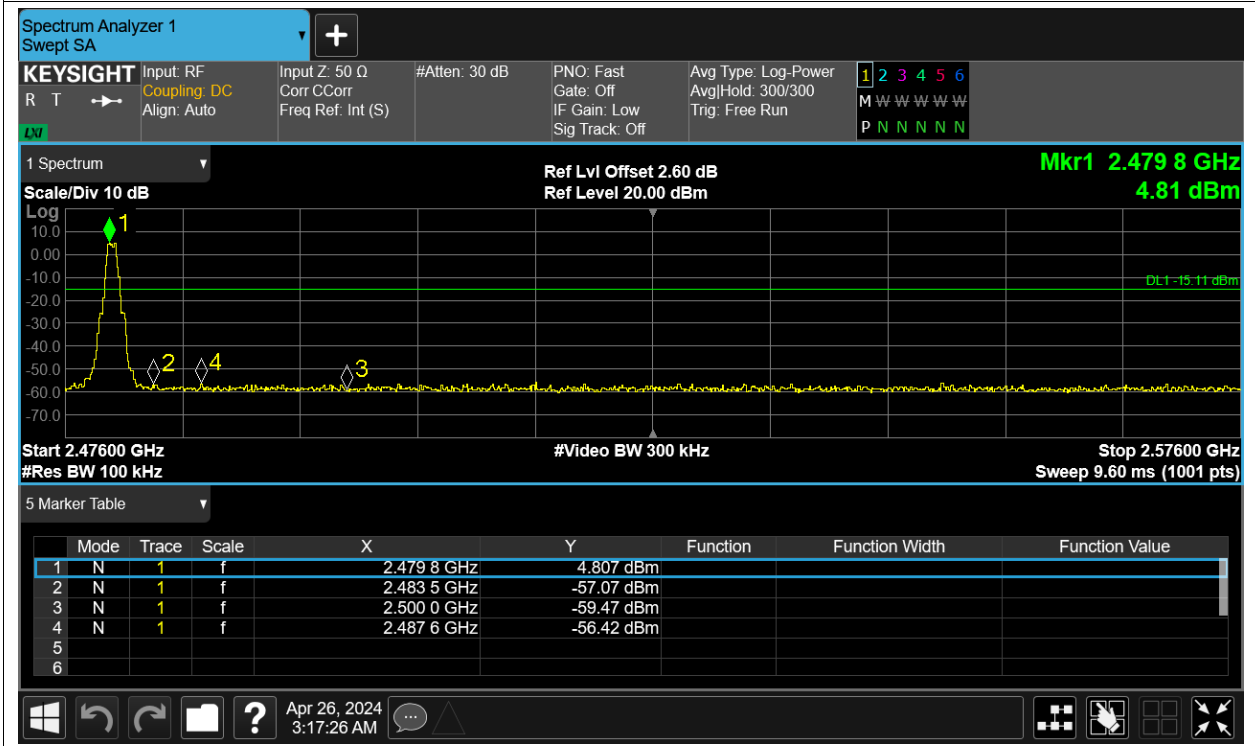 Spectrum Analyzer 1
Swept SA
KEYSIGHT Input: RF Input Z: 50 Ω #Atten: 30 dB PNO: Fast Avg Type: Log-Power 1 2 3 4 5 6
R T Coupling: DC Corr CCorr Gate: Off Avg|Hold: 300/300 M W W W W W
Align: Auto Freq Ref: Int (S) IF Gain: Low Trig: Free Run
LXI Sig Track: Off P N N N N N
1 Spectrum Ref Lvl Offset 2.60 dB Mkr1 2.479 8 GHz
Scale/Div 10 dB Ref Level 20.00 dBm 4.81 dBm
Log
1
10.0
0.00
-10.0
DL1 -15.11 dBm
-20.0
-30.0
-40.0
2 4 3
-50.0
-60.0
-70.0
Start 2.47600 GHz #Video BW 300 kHz Stop 2.57600 GHz
#Res BW 100 kHz Sweep 9.60 ms (1001 pts)
5 Marker Table
Mode Trace Scale X Y Function Function Width Function Value
1 N 1 f 2.479 8 GHz 4.807 dBm
2 N 1 f 2.483 5 GHz -57.07 dBm
3 N 1 f 2.500 0 GHz -59.47 dBm
4 N 1 f 2.487 6 GHz -56.42 dBm
5
6
? Apr 26, 2024
3:17:26 AM